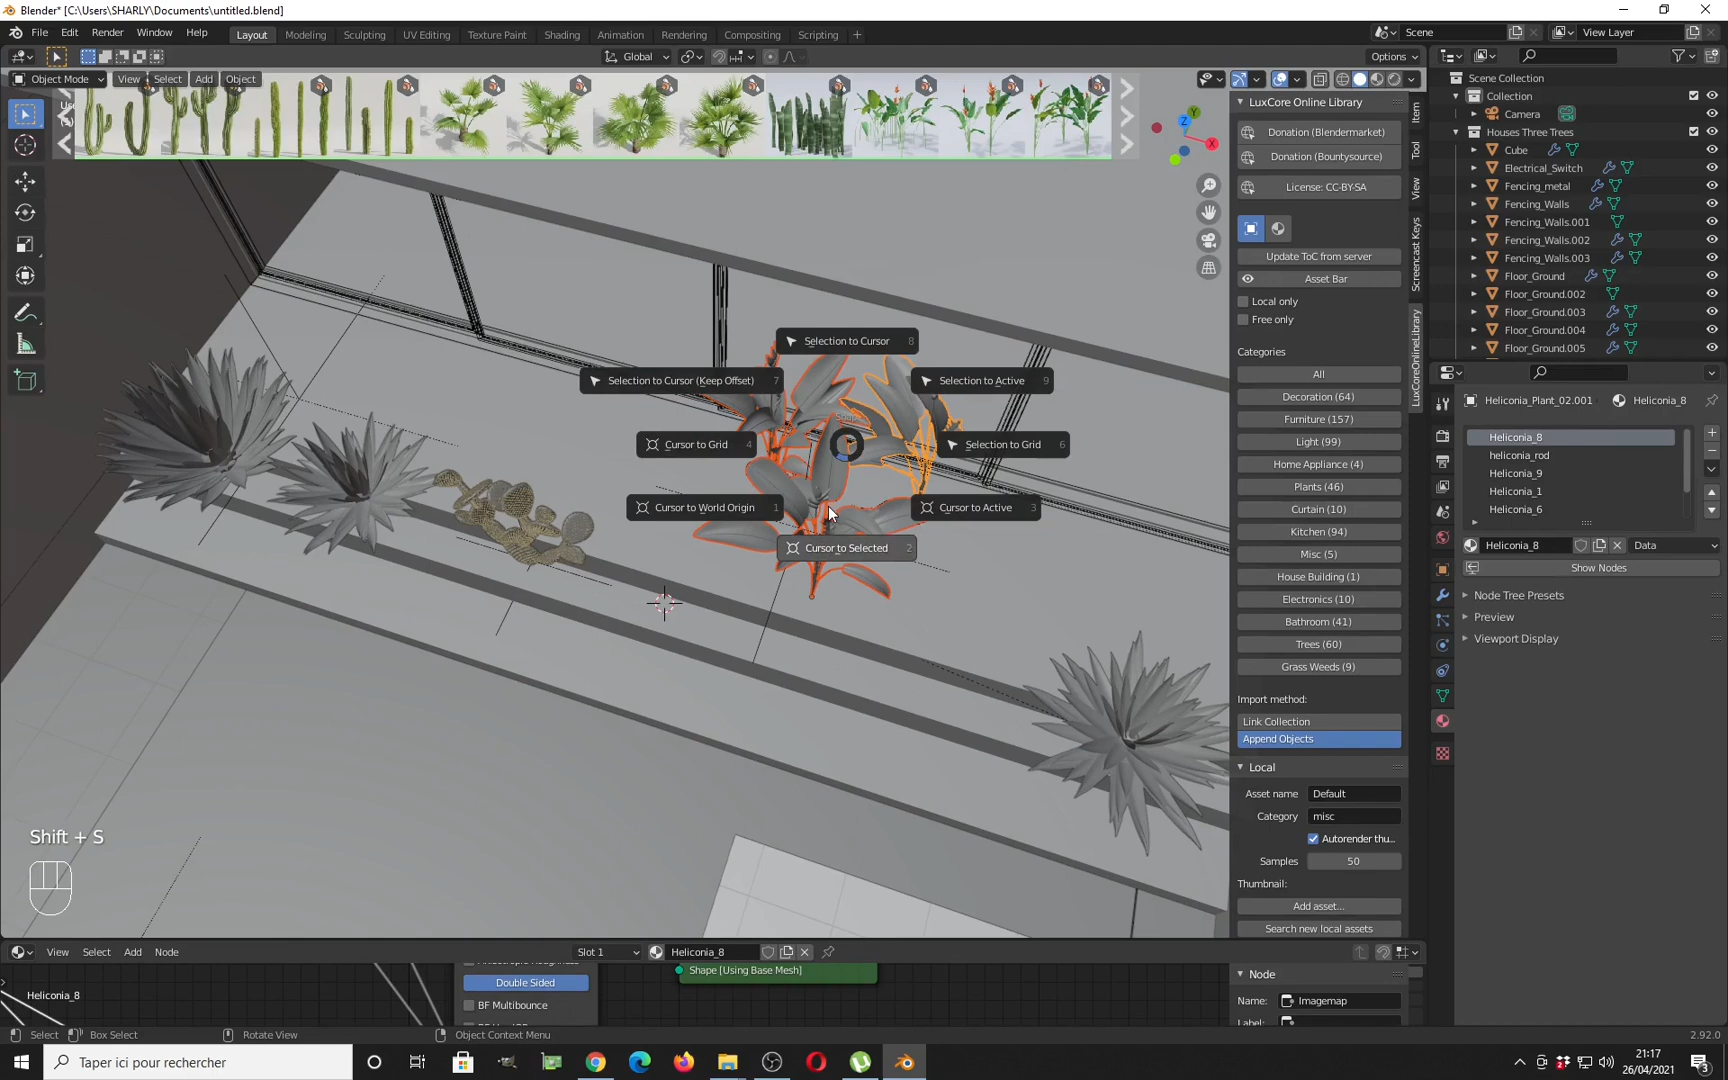 Blender* [C:\Users\SHARLY\Documents\untitled.blend]
File Edit Render Window Help
Layout Modeling Sculpting UV Editing Texture Paint Shading Animation Rendering Compositing Scripting +
Scene View Layer
Global Options
Object Mode View Select Add Object
Z Y X
LuxCore Online Library
Donation (Blendermarket)
Donation (Bountysource)
License: CC-BY-SA
Update ToC from server
Asset Bar
Local only
Free only
Categories
All
Decoration (64)
Furniture (157)
Light (99)
Home Appliance (4)
Plants (46)
Curtain (10)
Kitchen (94)
Misc (5)
House Building (1)
Electronics (10)
Bathroom (41)
Trees (60)
Grass Weeds (9)
Import method:
Link Collection
Append Objects
Local
Asset name Default
Category misc
Autorender thu...
Samples 50
Thumbnail:
Add asset...
Search new local assets
Item
Tool
View
Screencast Keys
LuxCoreOnlineLibrary
Selection to Cursor 8
Selection to Cursor (Keep Offset) 7
Selection to Active 9
Cursor to Grid 4
Selection to Grid 6
Cursor to World Origin 1
Cursor to Active 3
Cursor to Selected 2
Shift + S
Scene Collection
Collection
Camera
Houses Three Trees
Cube
Electrical_Switch
Fencing_metal
Fencing_Walls
Fencing_Walls.001
Fencing_Walls.002
Fencing_Walls.003
Floor_Ground
Floor_Ground.002
Floor_Ground.003
Floor_Ground.004
Floor_Ground.005
Heliconia_Plant_02.001 Heliconia_8
Heliconia_8
heliconia_rod
Heliconia_9
Heliconia_1
Heliconia_6
Heliconia_8 Data
Show Nodes
Node Tree Presets
Preview
Viewport Display
View Select Add Node Slot 1 Heliconia_8
Double Sided
BF Multibounce
Shape [Using Base Mesh]
Heliconia_8
Node
Name: Imagemap
Label:
Select Box Select Rotate View Object Context Menu 2.92.0
Taper ici pour rechercher
21:17
26/04/2021
3